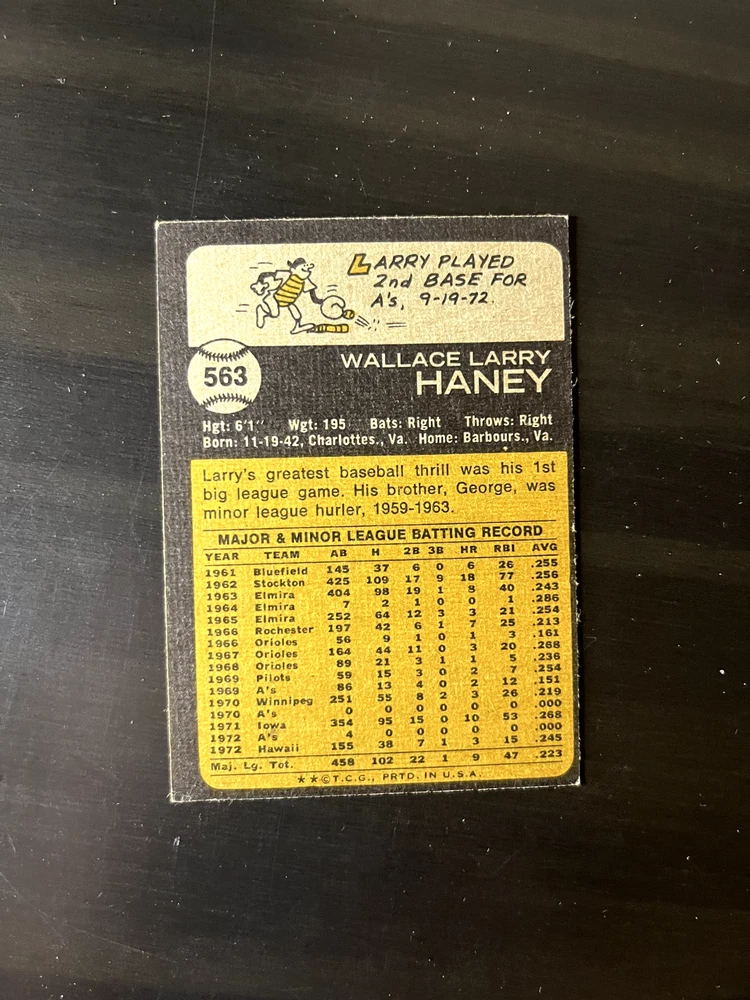 LARRY PLAYED
2nd BASE FOR
A's, 9-19-72.
563
WALLACE LARRY
HANEY
Hgt: 6'1" Wgt: 195 Bats: Right Throws: Right
Born: 11-19-42, Charlottes., Va. Home: Barbours., Va.
Larry's greatest baseball thrill was his 1st
big league game. His brother, George, was
minor league hurler, 1959-1963.
MAJOR & MINOR LEAGUE BATTING RECORD
YEAR TEAM AB H 2B 3B HR RBI AVG
1961 Bluefield 145 37 6 0 6 26 .255
1962 Stockton 425 109 17 9 18 77 .256
1963 Elmira 404 98 19 1 8 40 .243
1964 Elmira 7 2 1 0 0 1 .286
1965 Elmira 252 64 12 3 3 21 .254
1966 Rochester 197 42 6 1 7 25 .213
1966 Orioles 56 9 1 0 1 3 .161
1967 Orioles 164 44 11 0 3 20 .268
1968 Orioles 89 21 3 1 1 5 .236
1969 Pilots 59 15 3 0 2 7 .254
1969 A's 86 13 4 0 2 12 .151
1970 Winnipeg 251 55 8 2 3 26 .219
1970 A's 0 0 0 0 0 0 .000
1971 Iowa 354 95 15 0 10 53 .268
1972 A's 4 0 0 0 0 0 .000
1972 Hawaii 155 38 7 1 3 15 .245
Maj. Lg. Tot. 458 102 22 1 9 47 .223
★★©T.C.G., PRTD. IN U.S.A.